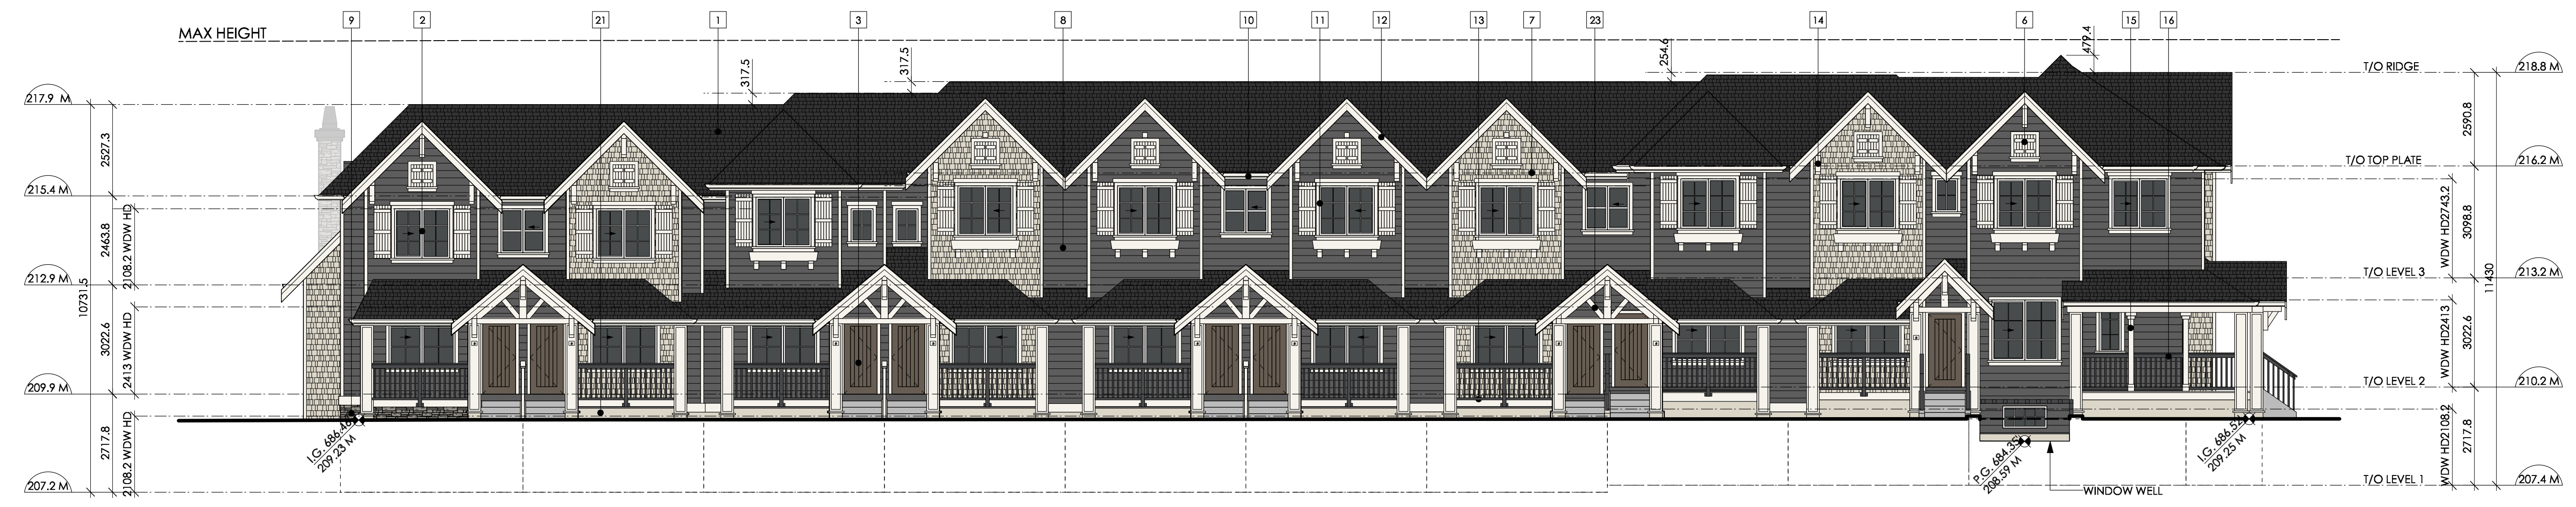 9 2 21 1 3 8 10 11 12 13 7 23 14 6 15 16
MAX HEIGHT
317.5
317.5
254.6
479.4
217.9 M
215.4 M
212.9 M
209.9 M
207.2 M
10731.5
2527.3
2463.8
3022.6
2717.8
2108.2 WDW HD
2413 WDW HD
2108.2 WDW HD
I.G. 686.46'
209.23 M
P.G. 684.35'
208.59 M
WINDOW WELL
I.G. 686.52'
209.25 M
T/O RIDGE
T/O TOP PLATE
T/O LEVEL 3
T/O LEVEL 2
T/O LEVEL 1
WDW HD2743.2
WDW HD2413
WDW HD2108.2
2590.8
3098.8
3022.6
2717.8
11430
218.8 M
216.2 M
213.2 M
210.2 M
207.4 M